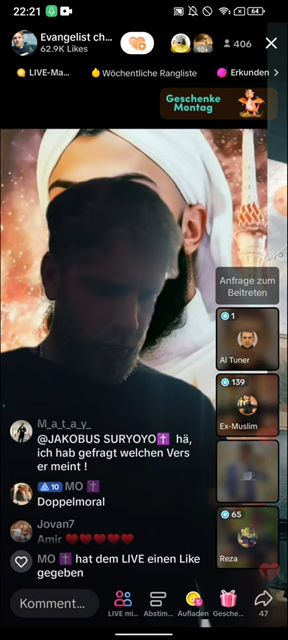 22:21
64
Evangelist ch...
62.9K Likes
10+
406
LIVE-Ma...
Wöchentliche Rangliste
Erkunden
Geschenke
Montag
Anfrage zum
Beitreten
1
Al Tuner
139
Ex-Muslim
65
Reza
M_a_t_a_y_
@JAKOBUS SURYOYO✝️ hä,
ich hab gefragt welchen Vers
er meint !
10 MO ✝️
Doppelmoral
Jovan7
Amir ❤️❤️❤️❤️❤️
MO ✝️ hat dem LIVE einen Like
gegeben
Komment...
LIVE mi...
Abstim...
Aufladen
Gesche...
47